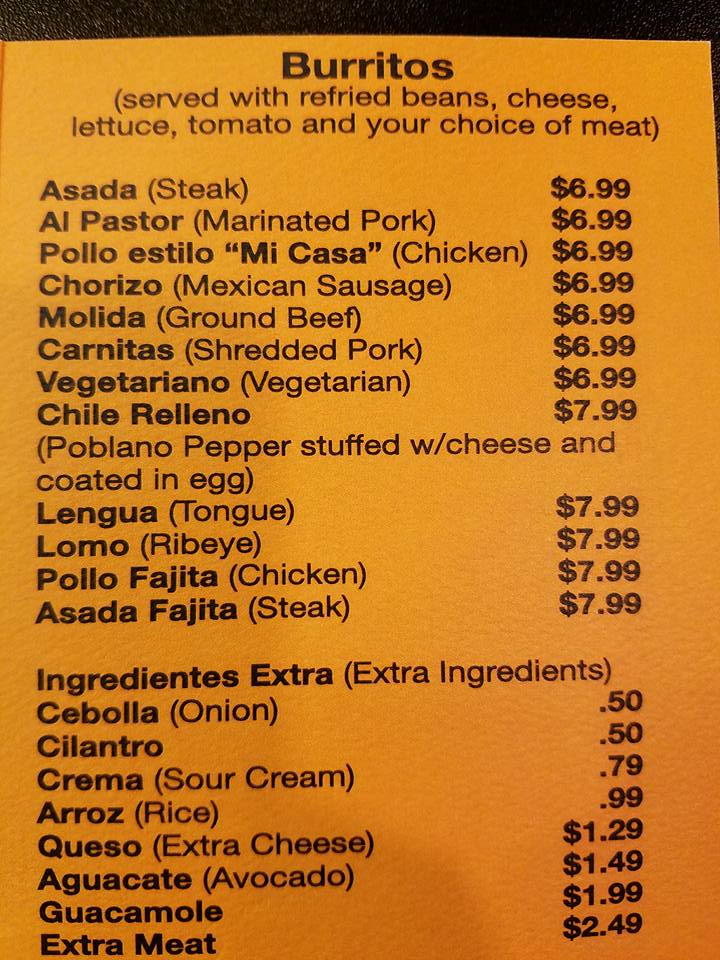 Burritos
(served with refried beans, cheese,
lettuce, tomato and your choice of meat)
Asada (Steak) $6.99
Al Pastor (Marinated Pork) $6.99
Pollo estilo “Mi Casa” (Chicken) $6.99
Chorizo (Mexican Sausage) $6.99
Molida (Ground Beef) $6.99
Carnitas (Shredded Pork) $6.99
Vegetariano (Vegetarian) $6.99
Chile Relleno $7.99
(Poblano Pepper stuffed w/cheese and
coated in egg)
Lengua (Tongue) $7.99
Lomo (Ribeye) $7.99
Pollo Fajita (Chicken) $7.99
Asada Fajita (Steak) $7.99
Ingredientes Extra (Extra Ingredients)
Cebolla (Onion) .50
Cilantro .50
Crema (Sour Cream) .79
Arroz (Rice) .99
Queso (Extra Cheese) $1.29
Aguacate (Avocado) $1.49
Guacamole $1.99
Extra Meat $2.49